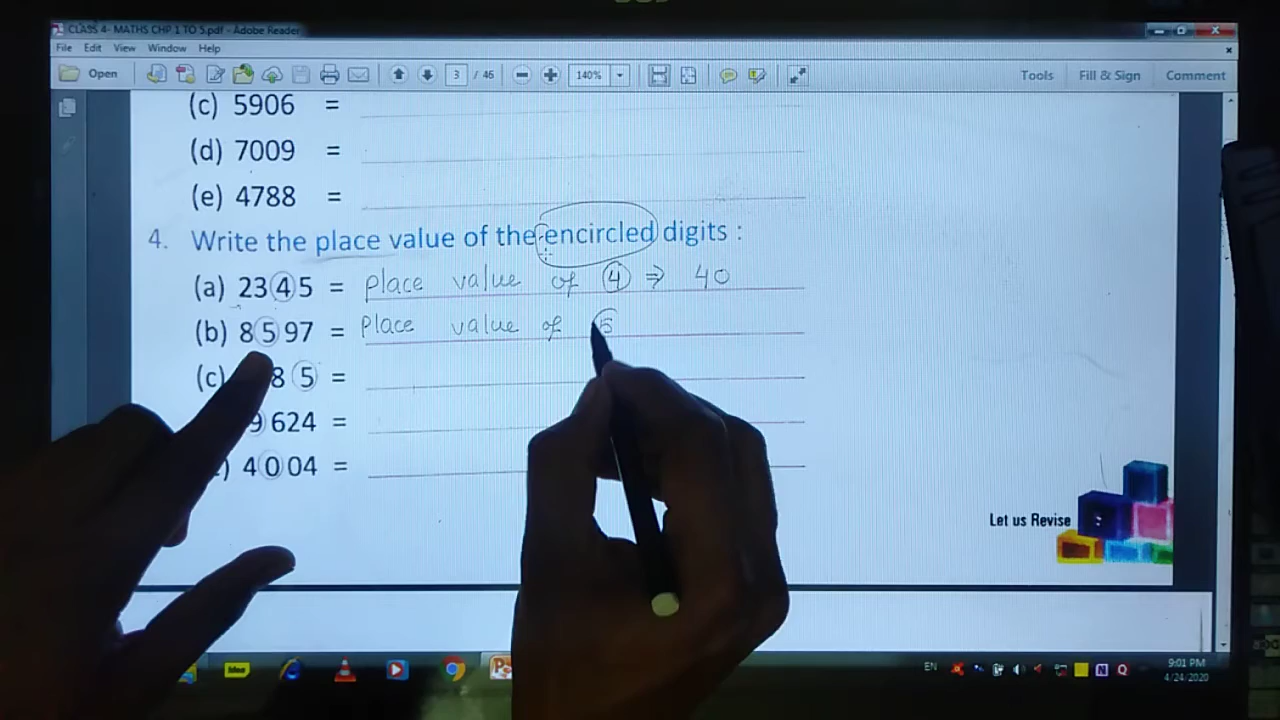 CLASS 4- MATHS CHP 1 TO 5.pdf - Adobe Reader
File Edit View Window Help
Open 3 / 46 140% Tools Fill & Sign Comment
(c) 5906 =
(d) 7009 =
(e) 4788 =
4. Write the place value of the encircled digits :
(a) 2345 = Place value of 4 ⇒ 40
(b) 8597 = Place value of 5
(c) 85 =
9624 =
) 4004 =
Let us Revise
EN 9:01 PM
4/24/2020